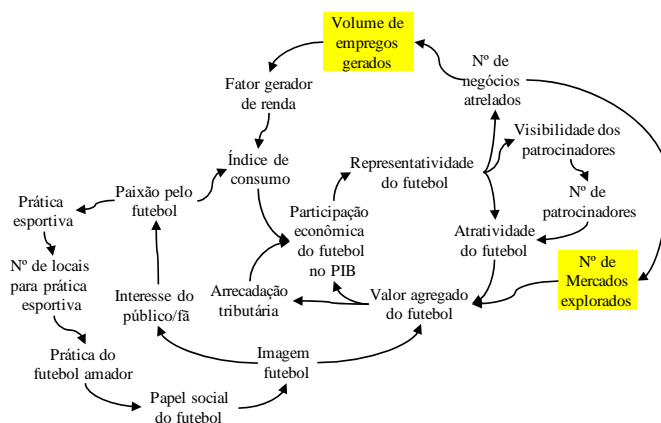 Volume de
empregos
gerados
Nº de
negócios
atrelados
Fator gerador
de renda
Visibilidade dos
patrocinadores
Índice de
consumo
Representatividade
do futebol
Prática
esportiva
Paixão pelo
futebol
Nº de
patrocinadores
Participação
econômica
do futebol
no PIB
Atratividade
do futebol
Nº de locais
para prática
esportiva
Interesse do
público/fã
Arrecadação
tributária
Valor agregado
do futebol
Nº de
Mercados
explorados
Prática do
futebol amador
Imagem
futebol
Papel social
do futebol